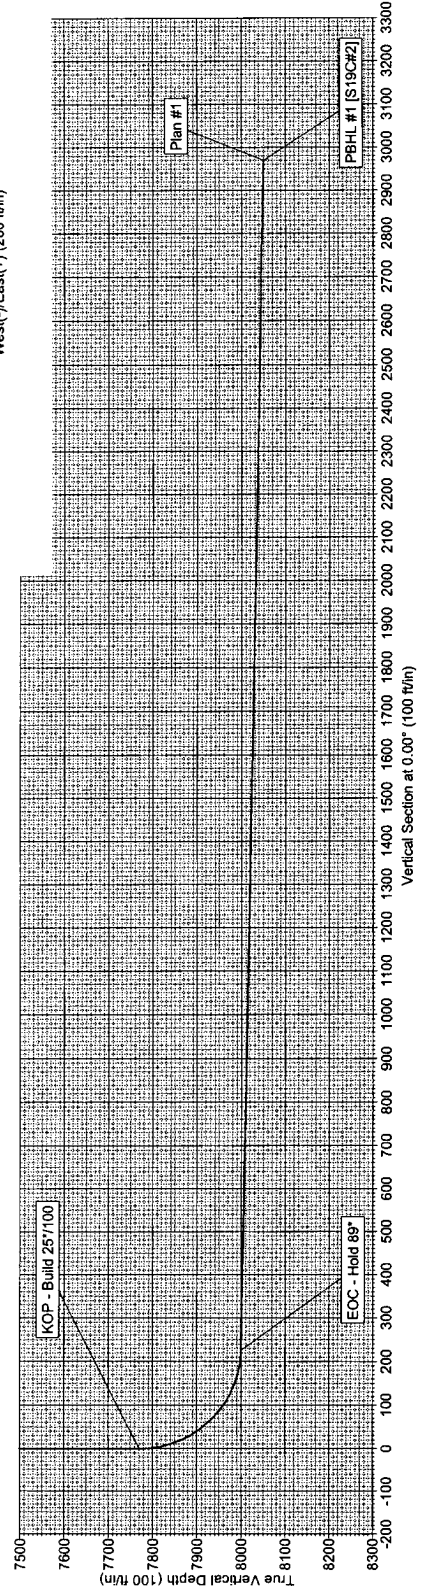 West(-)/East(+) (200 ft/in)
KOP - Build 25°/100
EOC - Hold 89°
Plan #1
PBHL #1 [S19C#2]
True Vertical Depth (100 ft/in)
7500
7600
7700
7800
7900
8000
8100
8200
8300
-200 -100 0 100 200 300 400 500 600 700 800 900 1000 1100 1200 1300 1400 1500 1600 1700 1800 1900 2000 2100 2200 2300 2400 2500 2600 2700 2800 2900 3000 3100 3200 3300
Vertical Section at 0.00° (100 ft/in)